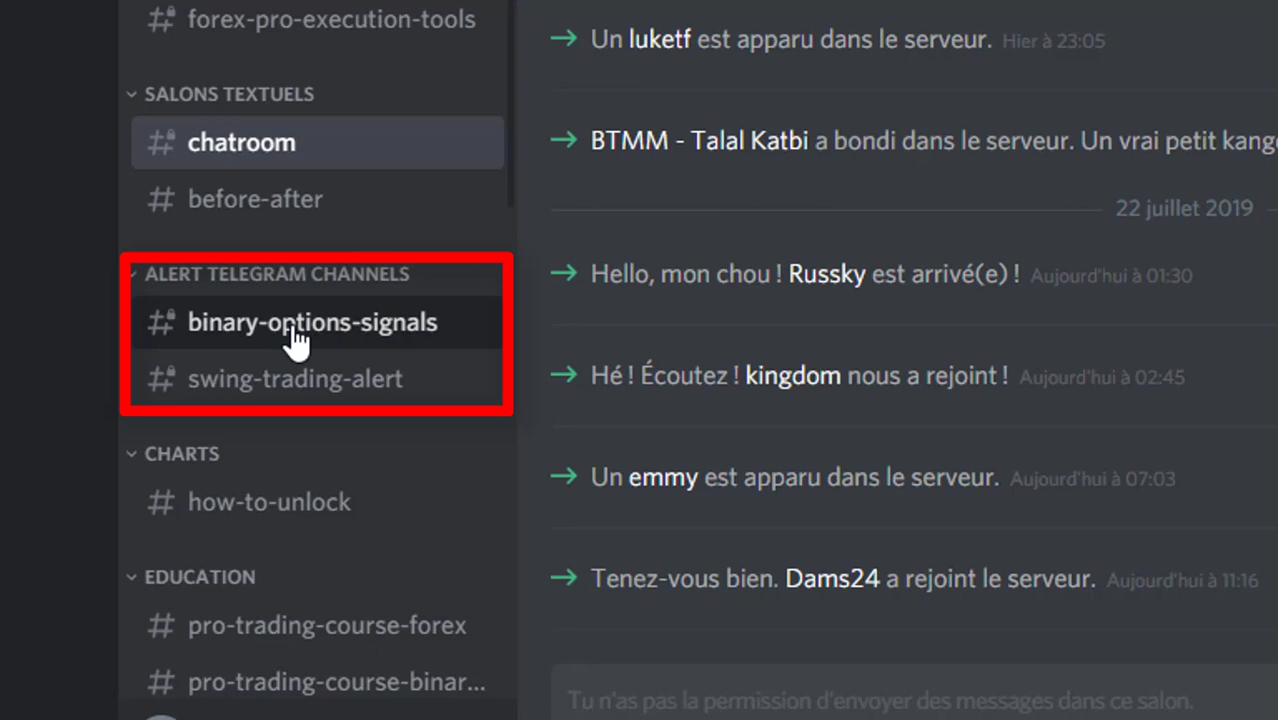 forex-pro-execution-tools
SALONS TEXTUELS
chatroom
before-after
ALERT TELEGRAM CHANNELS
binary-options-signals
swing-trading-alert
CHARTS
how-to-unlock
EDUCATION
pro-trading-course-forex
pro-trading-course-binar...
Un luketf est apparu dans le serveur. Hier à 23:05
BTMM - Talal Katbi a bondi dans le serveur. Un vrai petit kang
22 juillet 2019
Hello, mon chou ! Russky est arrivé(e) ! Aujourd'hui à 01:30
Hé ! Écoutez ! kingdom nous a rejoint ! Aujourd'hui à 02:45
Un emmy est apparu dans le serveur. Aujourd'hui à 07:03
Tenez-vous bien. Dams24 a rejoint le serveur. Aujourd'hui à 11:16
Tu n'as pas la permission d'envoyer des messages dans ce salon.